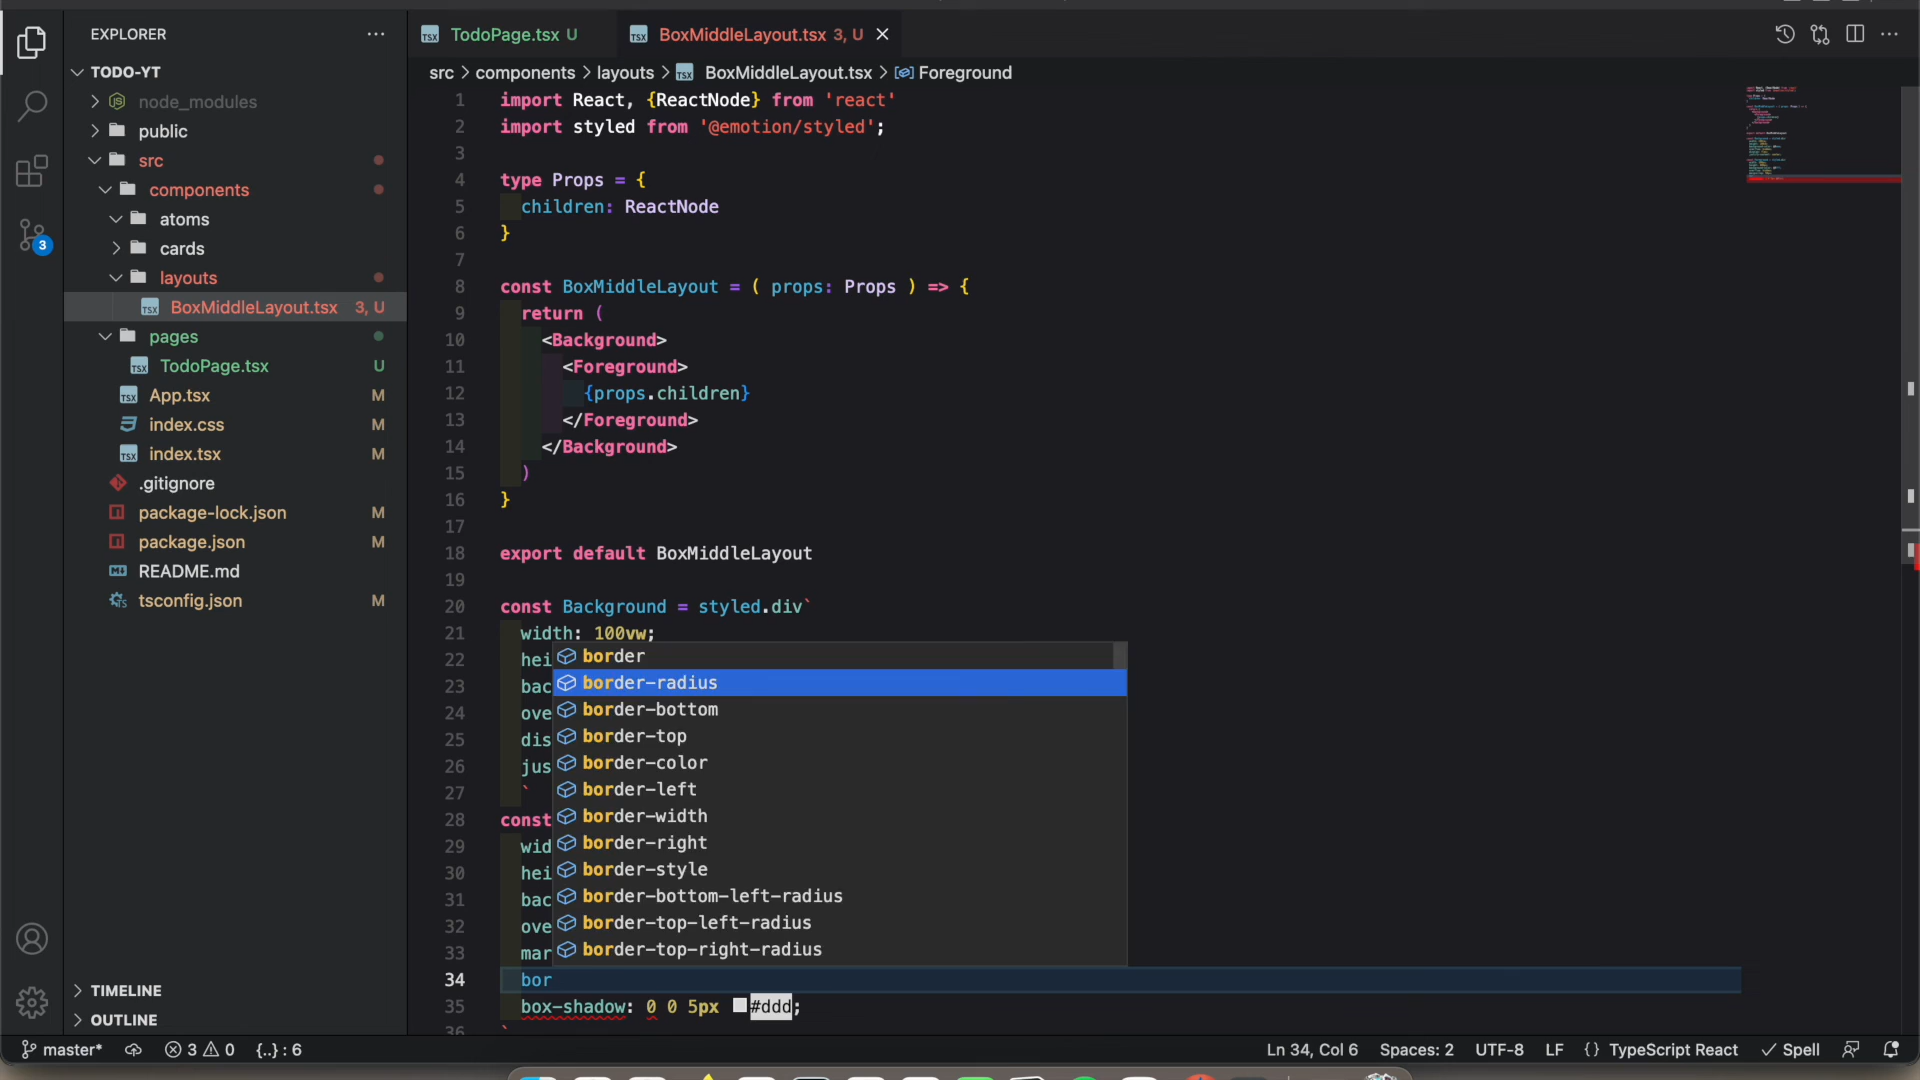 EXPLORER
TODO-YT
node_modules
public
src
components
atoms
cards
layouts
BoxMiddleLayout.tsx 3, U
pages
TodoPage.tsx U
App.tsx M
index.css M
index.tsx M
.gitignore
package-lock.json M
package.json M
README.md
tsconfig.json M
TIMELINE
OUTLINE
3
TodoPage.tsx U
BoxMiddleLayout.tsx 3, U
src > components > layouts > BoxMiddleLayout.tsx > Foreground
1 import React, {ReactNode} from 'react'
2 import styled from '@emotion/styled';
3
4 type Props = {
5 children: ReactNode
6 }
7
8 const BoxMiddleLayout = ( props: Props ) => {
9 return (
10 <Background>
11 <Foreground>
12 {props.children}
13 </Foreground>
14 </Background>
15 )
16 }
17
18 export default BoxMiddleLayout
19
20 const Background = styled.div`
21 width: 100vw;
22 hei
23 bac
24 ove
25 dis
26 jus
27 `
28 const
29 wid
30 hei
31 bac
32 ove
33 mar
34 bor
35 box-shadow: 0 0 5px #ddd;
36 `
border
border-radius
border-bottom
border-top
border-color
border-left
border-width
border-right
border-style
border-bottom-left-radius
border-top-left-radius
border-top-right-radius
master* 3 0 {..} : 6
Ln 34, Col 6 Spaces: 2 UTF-8 LF {} TypeScript React Spell